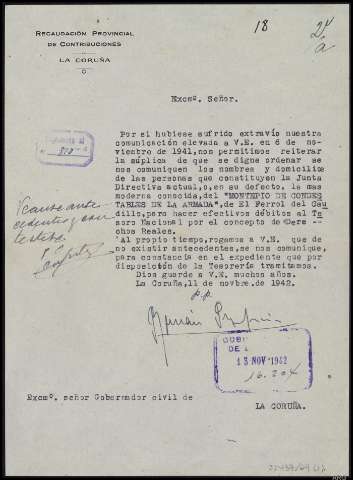 RECAUDACIÓN PROVINCIAL
DE CONTRIBUCIONES
LA CORUÑA
18
Excmº. Señor.
Por si hubiese sufrido extravío nuestra
comunicación elevada a V.E. en 6 de no
viembre de 1941, nos permitimos reiterar
la súplica de que se digne ordenar se
nos comuniquen los nombres y domicilios
de las personas que constituyen la Junta
Directiva actual, o, en su defecto, la mas
moderna conocida, del "MONTEPIO DE CONDES
TABLES DE LA ARMADA", de El Ferrol del Cau
dillo, para hacer efectivos débitos al Te
soro Nacional por el concepto de Dere --
chos Reales.
Al propio tiempo, rogamos a V.E. que de
no existir antecedentes, se nos comunique,
para constancia en el expediente que por
disposición de la Tesorería tramitamos.
Dios guarde a V.E. muchos años.
La Coruña, 11 de novbre. de 1942.
p.p.
13 NOV 1942
16.204
Excmº. señor Gobernador civil de
LA CORUÑA.